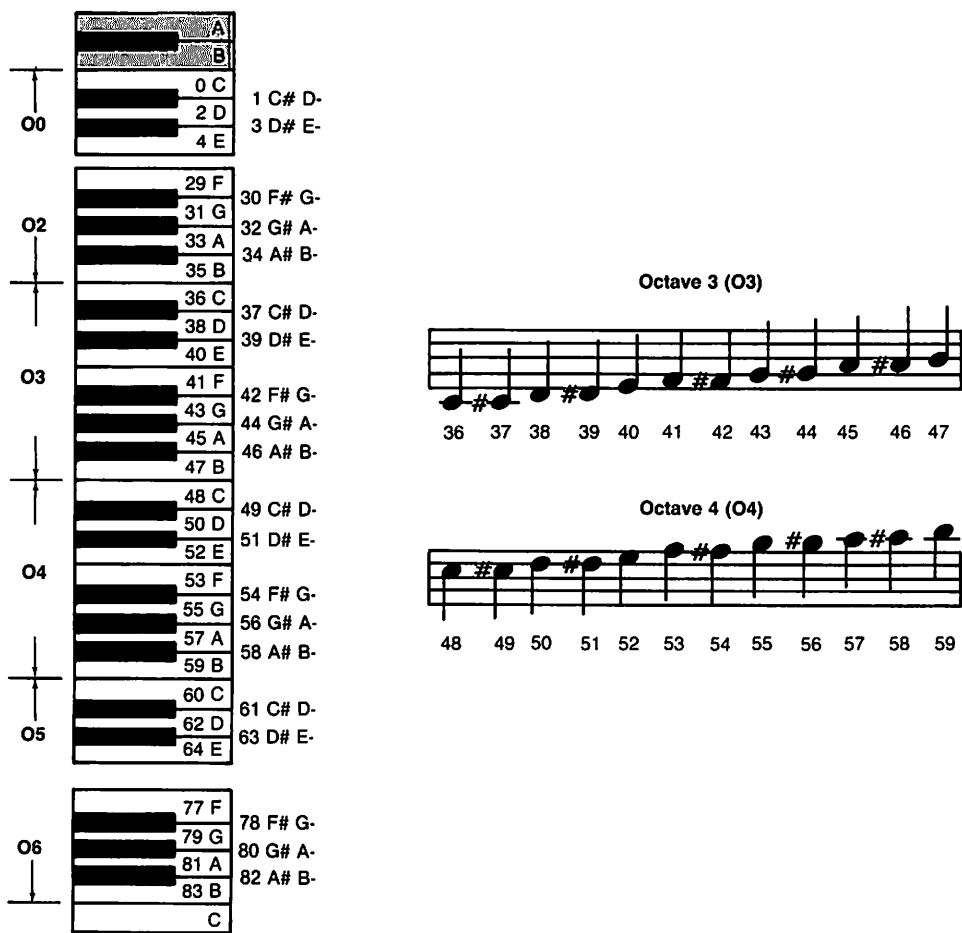 A
B
O0
0 C
1 C# D-
2 D
3 D# E-
4 E
O2
29 F
30 F# G-
31 G
32 G# A-
33 A
34 A# B-
35 B
O3
36 C
37 C# D-
38 D
39 D# E-
40 E
41 F
42 F# G-
43 G
44 G# A-
45 A
46 A# B-
47 B
O4
48 C
49 C# D-
50 D
51 D# E-
52 E
53 F
54 F# G-
55 G
56 G# A-
57 A
58 A# B-
59 B
O5
60 C
61 C# D-
62 D
63 D# E-
64 E
O6
77 F
78 F# G-
79 G
80 G# A-
81 A
82 A# B-
83 B
C
Octave 3 (O3)
# # # # #
36 37 38 39 40 41 42 43 44 45 46 47
Octave 4 (O4)
# # # # #
48 49 50 51 52 53 54 55 56 57 58 59